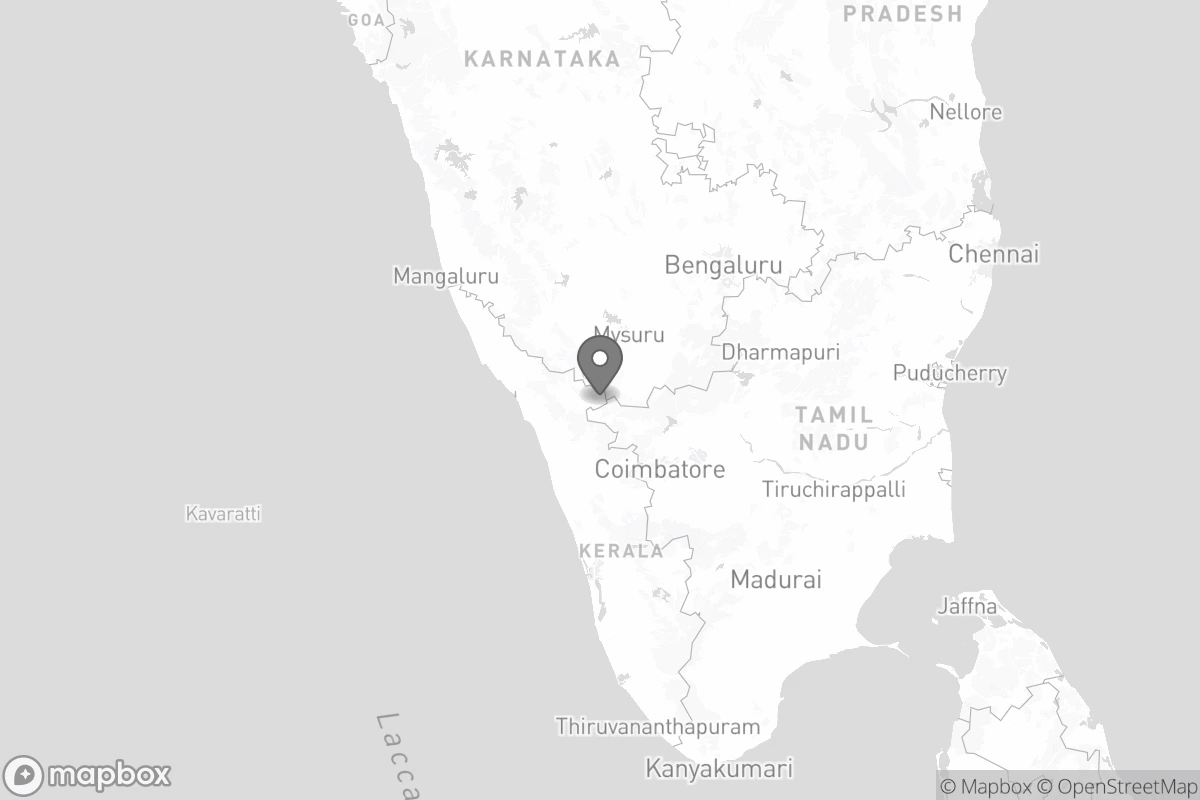 GOA
PRADESH
KARNATAKA
Nellore
Chennai
Bengaluru
Mangaluru
Mysuru
Dharmapuri
Puducherry
TAMIL
NADU
Coimbatore
Tiruchirappalli
Kavaratti
KERALA
Madurai
Jaffna
Thiruvananthapuram
Lacca
Kanyakumari
mapbox
© Mapbox © OpenStreetMap